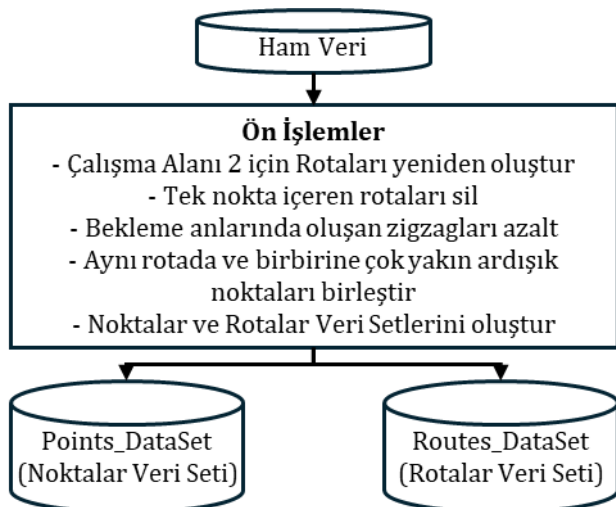 Ham Veri
Ön İşlemler
- Çalışma Alanı 2 için Rotaları yeniden oluştur
- Tek nokta içeren rotaları sil
- Bekleme anlarında oluşan zigzagları azalt
- Aynı rotada ve birbirine çok yakın ardışık
noktaları birleştir
- Noktalar ve Rotalar Veri Setlerini oluştur
Points_DataSet
(Noktalar Veri Seti)
Routes_DataSet
(Rotalar Veri Seti)